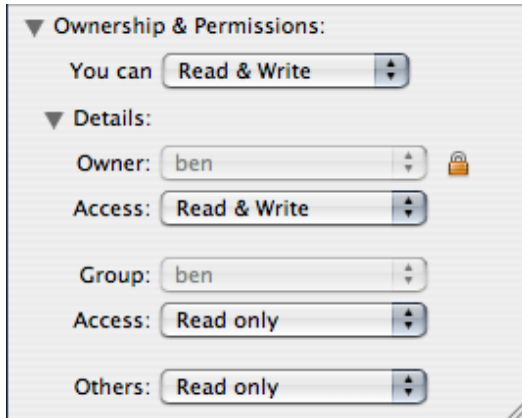 Ownership & Permissions:
You can Read & Write
Details:
Owner: ben
Access: Read & Write
Group: ben
Access: Read only
Others: Read only